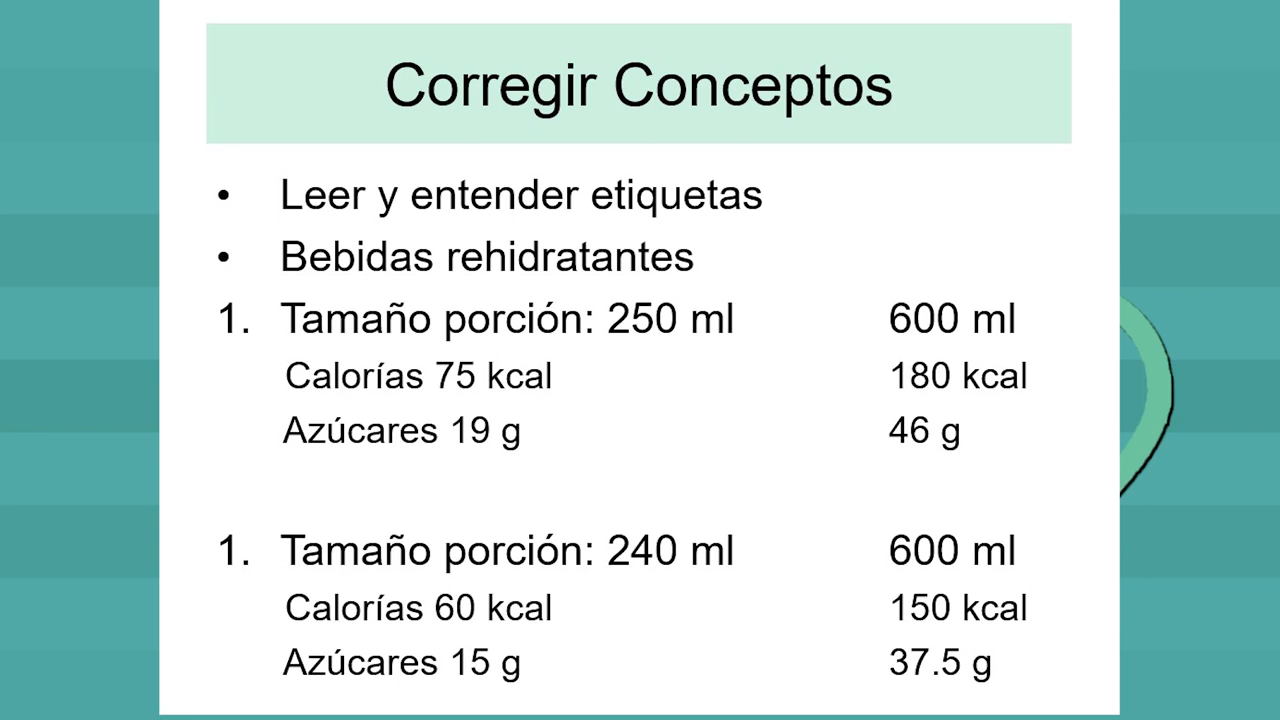 Corregir Conceptos
• Leer y entender etiquetas
• Bebidas rehidratantes
1. Tamaño porción: 250 ml 600 ml
Calorías 75 kcal 180 kcal
Azúcares 19 g 46 g
1. Tamaño porción: 240 ml 600 ml
Calorías 60 kcal 150 kcal
Azúcares 15 g 37.5 g